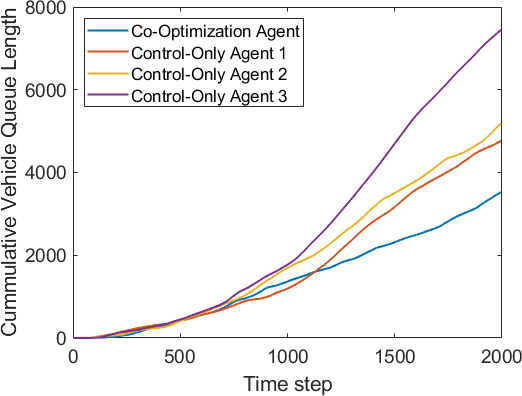 8000
6000
4000
2000
0
Cummulative Vehicle Queue Length
Co-Optimization Agent
Control-Only Agent 1
Control-Only Agent 2
Control-Only Agent 3
0 500 1000 1500 2000
Time step